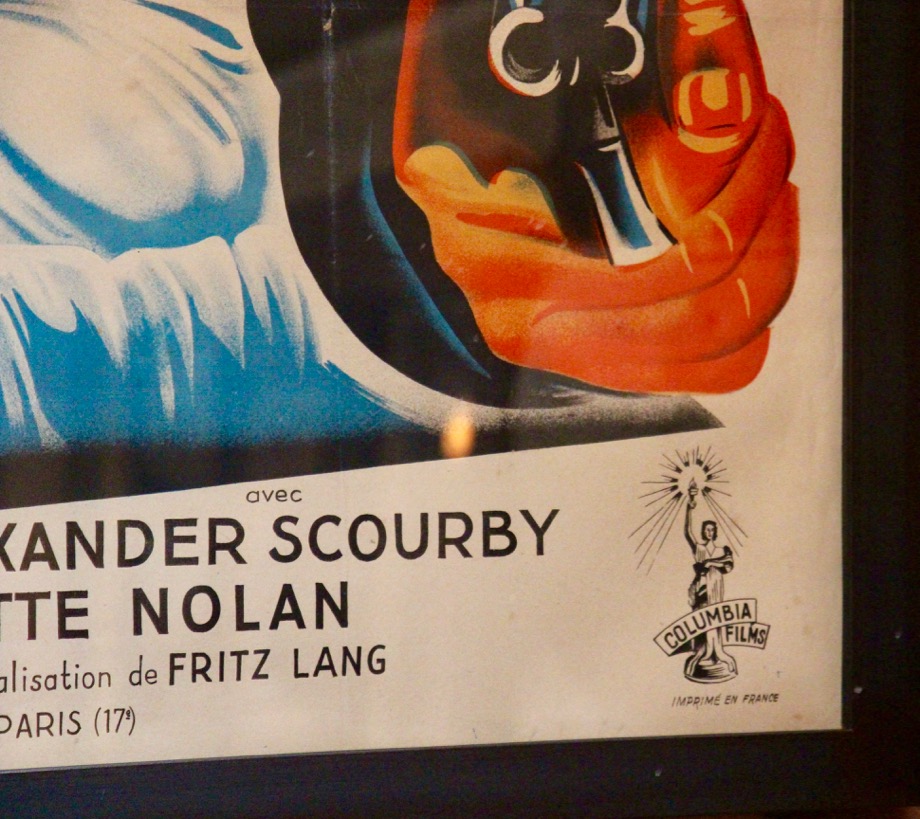 avec
XANDER SCOURBY
TTE NOLAN
alisation de FRITZ LANG
PARIS (17e)
COLUMBIA
FILMS
IMPRIMÉ EN FRANCE